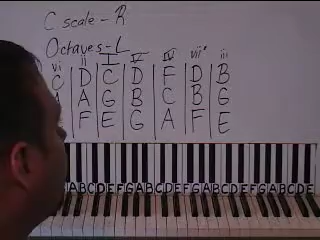 C scale - R
Octaves - L
vi ii I V IV vii° iii
C D C D F D B
A A G B C B G
F E G A F E
ABCDEFGABCDEFGABCDEFGABCDE